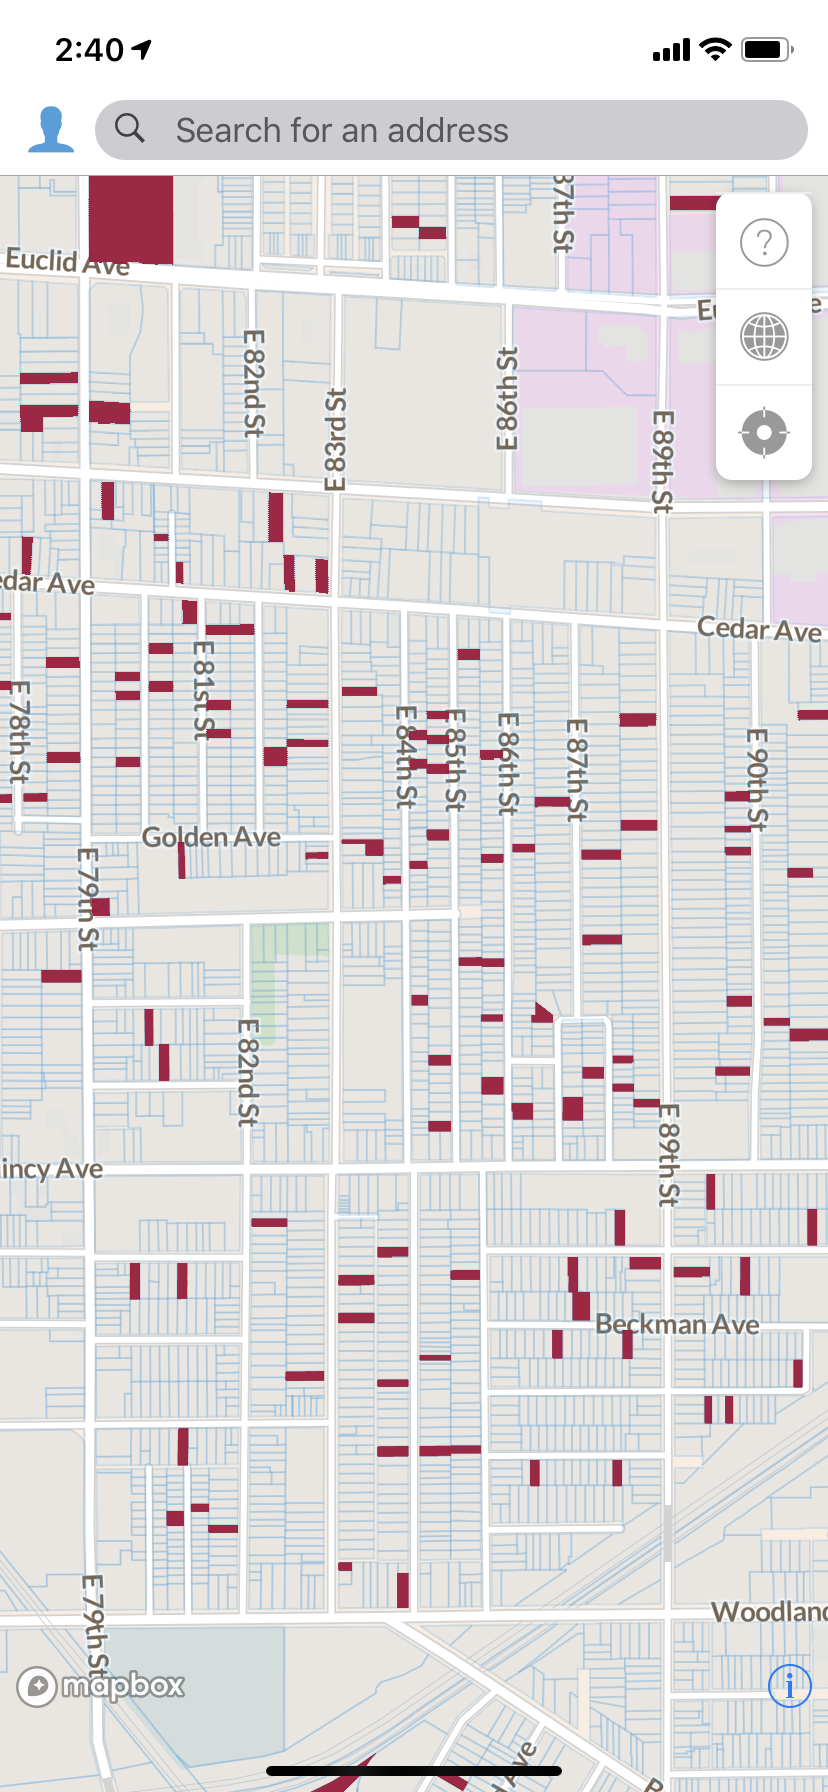 2:40
Search for an address
87th St
Euclid Ave
?
E 82nd St
E 83rd St
E 86th St
E 89th St
edar Ave
Cedar Ave
E 78th St
E 81st St
E 84th St
E 85th St
E 86th St
E 87th St
E 90th St
Golden Ave
E 79th St
E 82nd St
E 89th St
incy Ave
Beckman Ave
E 79th St
Woodland
mapbox
i
Ave